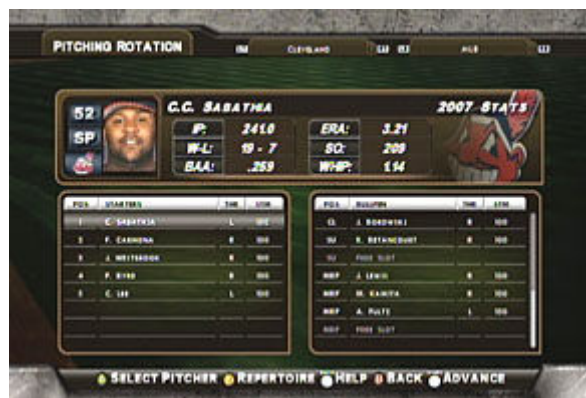 PITCHING ROTATION CLEVELAND MLB
52 C.C. SABATHIA 2007 STATS
SP IP: 241.0 ERA: 3.21
W-L: 19 - 7 SO: 209
BAA: .259 WHIP: 1.14
POS STARTERS THR STM
1 C. SABATHIA L 100
2 F. CARMONA R 100
3 J. WESTBROOK R 100
4 P. BYRD R 100
5 C. LEE L 100
POS BULLPEN THR STM
CL J. BOROWSKI R 100
SU R. BETANCOURT R 100
SU FREE SLOT
MRP J. LEWIS R 100
MRP M. KAMEN
MRP A. FULTZ L 100
MRP FREE SLOT
SELECT PITCHER REPERTOIRE HELP BACK ADVANCE